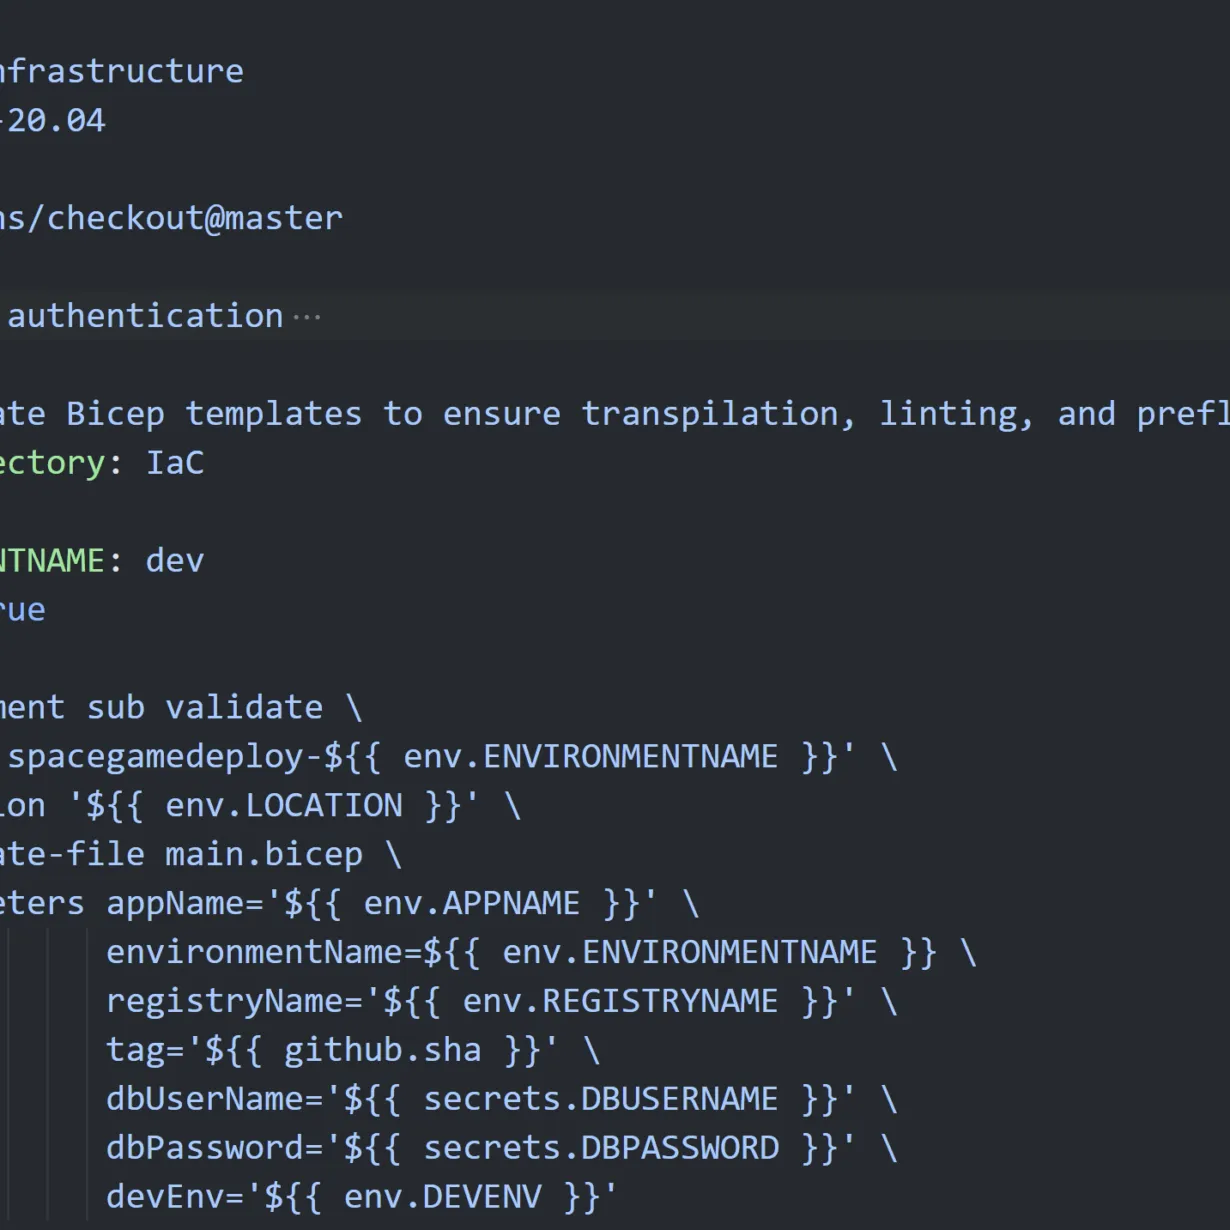 nfrastructure
-20.04
ns/checkout@master
authentication ...
ate Bicep templates to ensure transpilation, linting, and prefl
ectory: IaC
NTNAME: dev
rue
ment sub validate \
spacegamedeploy-${{ env.ENVIRONMENTNAME }}' \
ion '${{ env.LOCATION }}' \
ate-file main.bicep \
eters appName='${{ env.APPNAME }}' \
environmentName=${{ env.ENVIRONMENTNAME }} \
registryName='${{ env.REGISTRYNAME }}' \
tag='${{ github.sha }}' \
dbUserName='${{ secrets.DBUSERNAME }}' \
dbPassword='${{ secrets.DBPASSWORD }}' \
devEnv='${{ env.DEVENV }}'